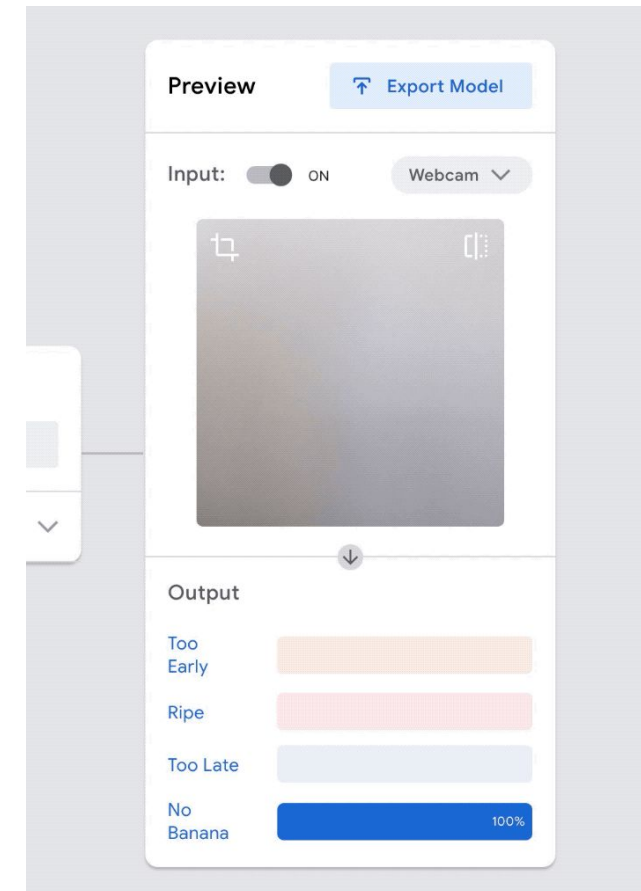 Preview
Export Model
Input:
ON
Webcam
Output
Too
Early
Ripe
Too Late
No
Banana
100%